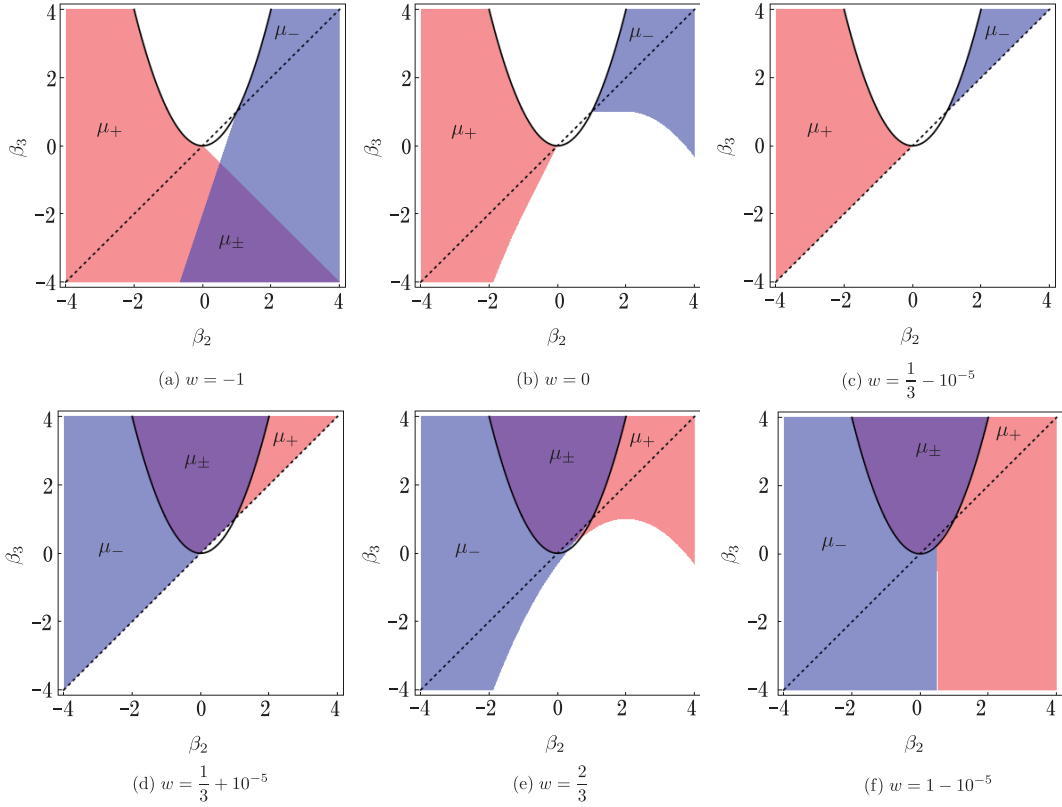 4
2
0
−2
−4
β₃
μ₊
μ₋
μ±
−4 −2 0 2 4
β₂
(a) w = −1
4
2
0
−2
−4
β₃
μ₊
μ₋
−4 −2 0 2 4
β₂
(b) w = 0
4
2
0
−2
−4
β₃
μ₊
μ₋
−4 −2 0 2 4
β₂
(c) w = 1/3 − 10⁻⁵
4
2
0
−2
−4
β₃
μ₋
μ±
μ₊
−4 −2 0 2 4
β₂
(d) w = 1/3 + 10⁻⁵
4
2
0
−2
−4
β₃
μ₋
μ±
μ₊
−4 −2 0 2 4
β₂
(e) w = 2/3
4
2
0
−2
−4
β₃
μ₋
μ±
μ₊
−4 −2 0 2 4
β₂
(f) w = 1 − 10⁻⁵